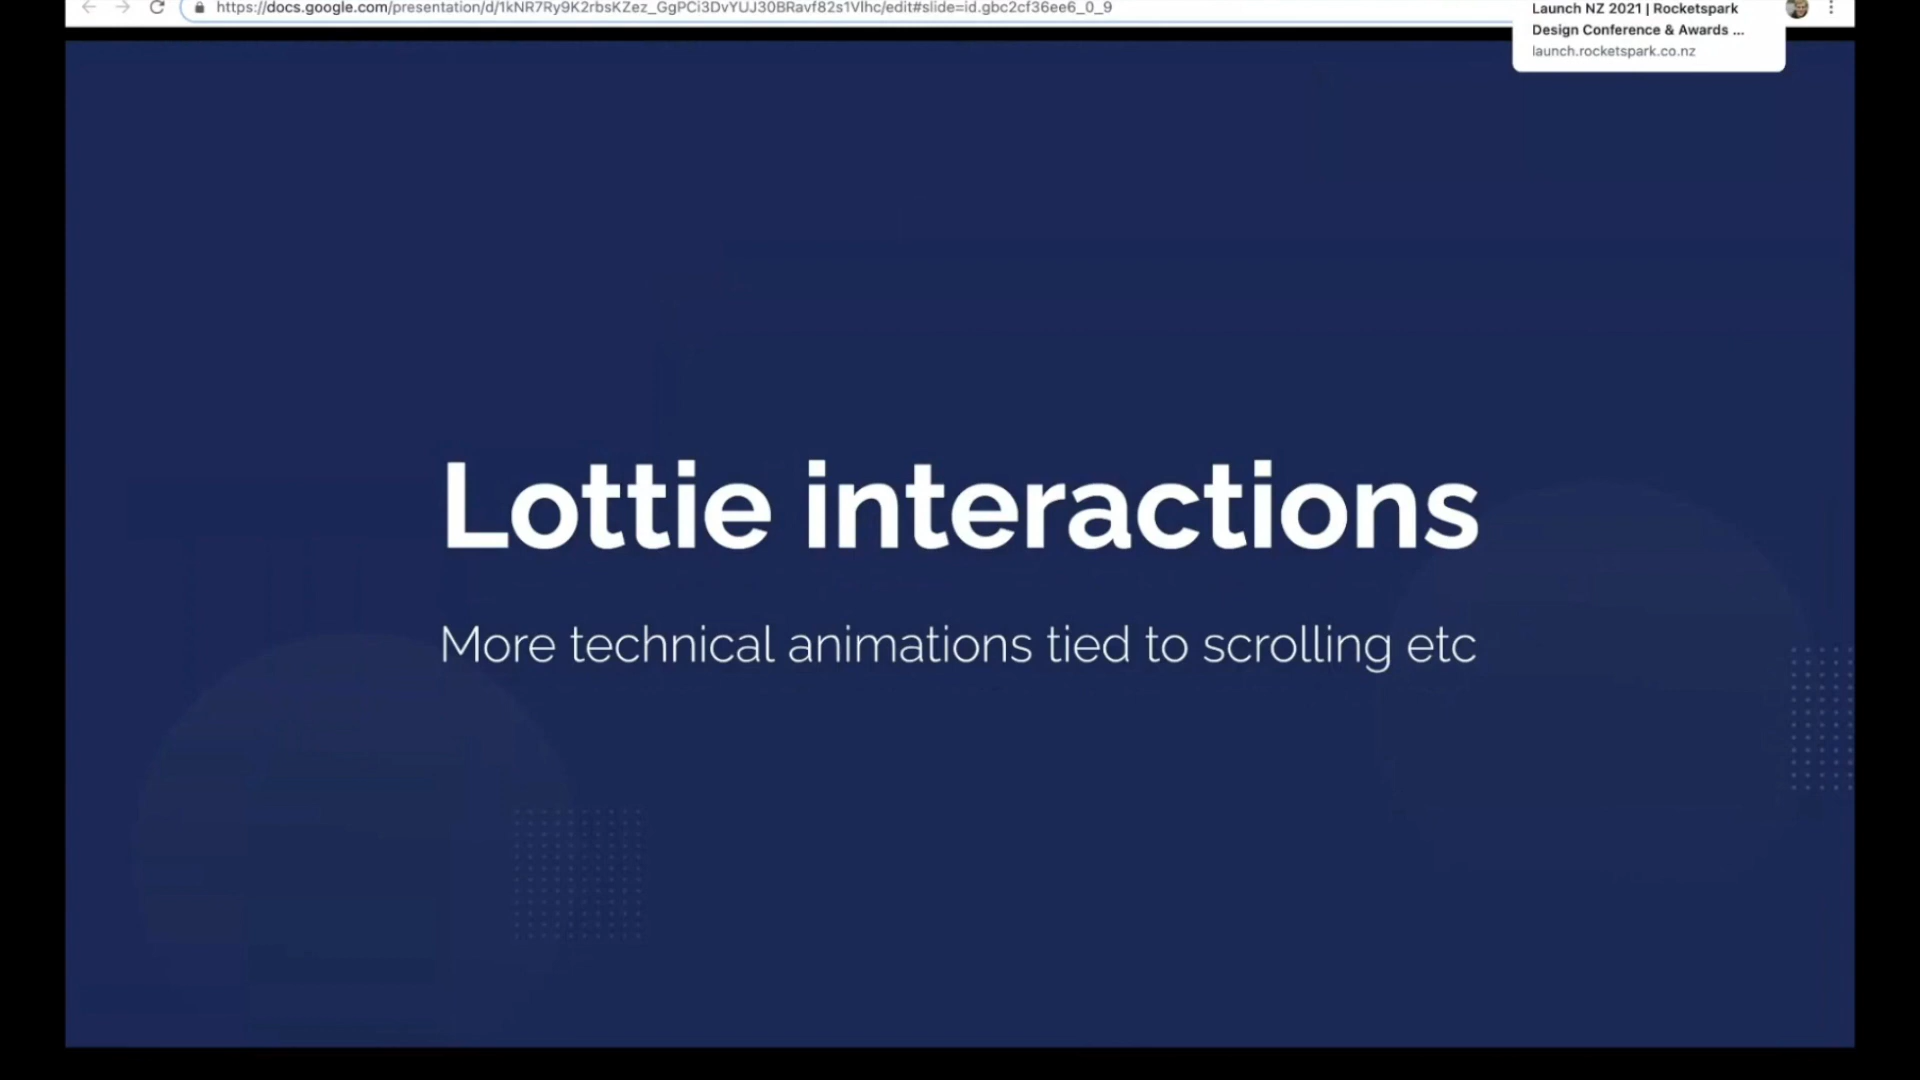 https://docs.google.com/presentation/d/1kNR7Ry9K2rbsKZez_GgPCi3DvYUJ30BRavf82s1Vlhc/edit#slide=id.gbc2cf36ee6_0_9
Launch NZ 2021 | Rocketspark
Design Conference & Awards ...
launch.rocketspark.co.nz
Lottie interactions
More technical animations tied to scrolling etc